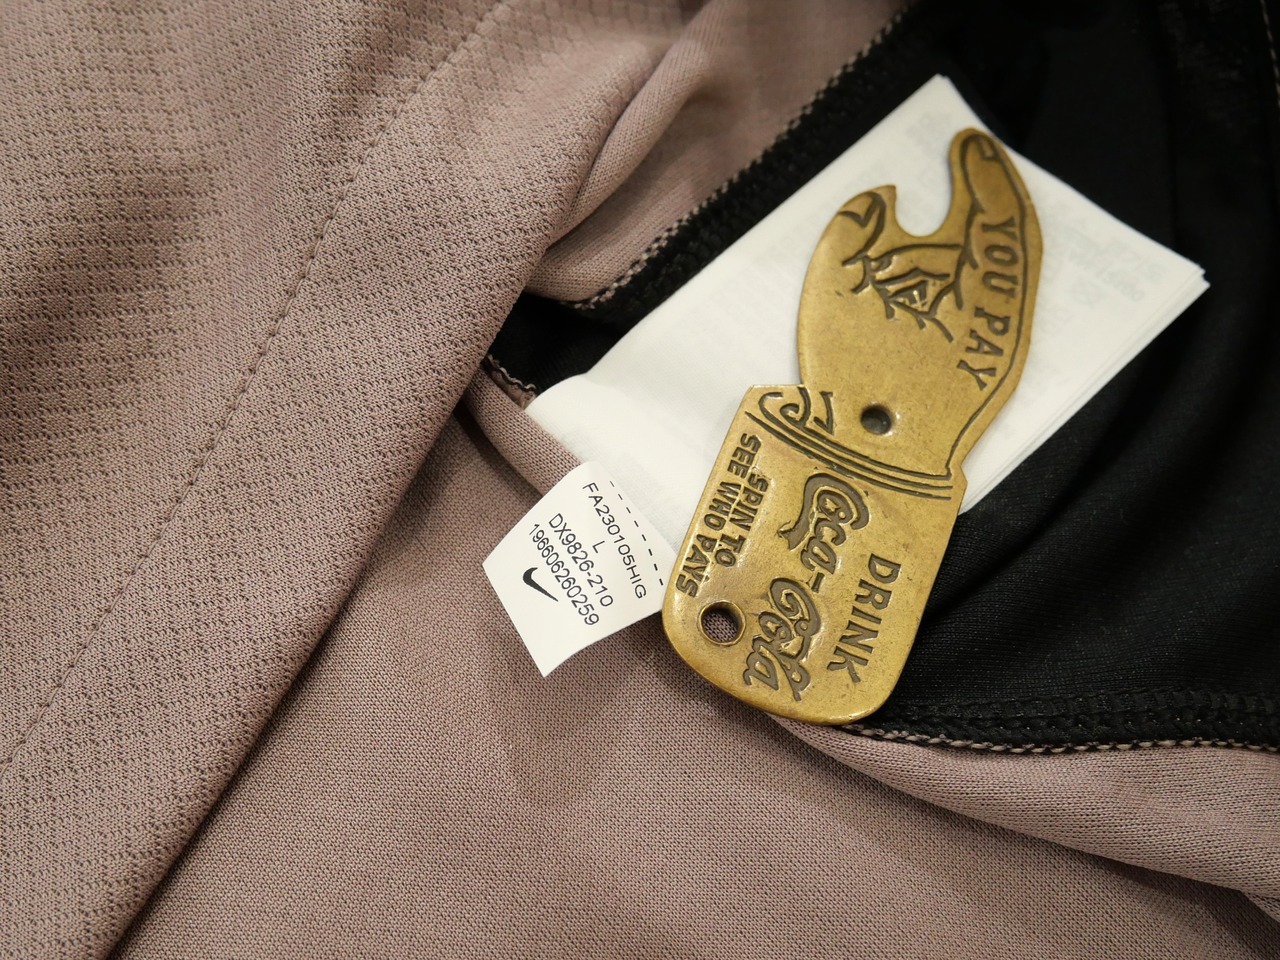 YOU PAY
SPIN TO
SEE WHO PAYS
DRINK
Coca-Cola
FA230105HIG
L
DX9826-210
196606260259